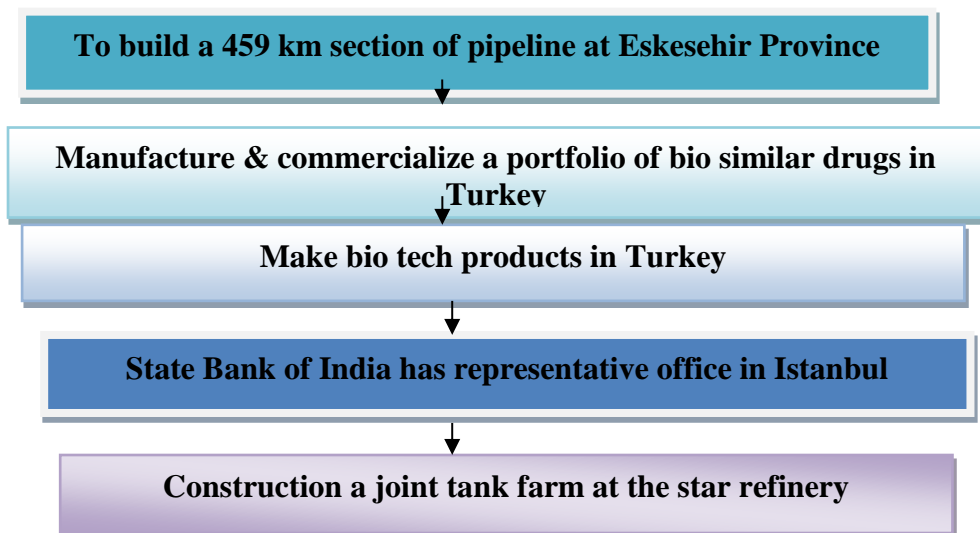 To build a 459 km section of pipeline at Eskesehir Province
Manufacture & commercialize a portfolio of bio similar drugs in
Turkey
Make bio tech products in Turkey
State Bank of India has representative office in Istanbul
Construction a joint tank farm at the star refinery